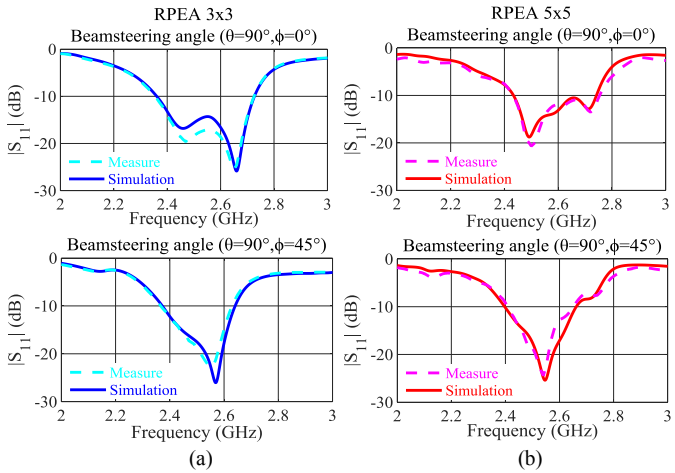 RPEA 3x3
Beamsteering angle (θ=90°,ϕ=0°)
0
-10
-20
-30
|S11| (dB)
Measure
Simulation
2 2.2 2.4 2.6 2.8 3
Frequency (GHz)
Beamsteering angle (θ=90°,ϕ=45°)
0
-10
-20
-30
|S11| (dB)
Measure
Simulation
2 2.2 2.4 2.6 2.8 3
Frequency (GHz)
(a)
RPEA 5x5
Beamsteering angle (θ=90°,ϕ=0°)
0
-10
-20
-30
|S11| (dB)
Measure
Simulation
2 2.2 2.4 2.6 2.8 3
Frequency (GHz)
Beamsteering angle (θ=90°,ϕ=45°)
0
-10
-20
-30
|S11| (dB)
Measure
Simulation
2 2.2 2.4 2.6 2.8 3
Frequency (GHz)
(b)